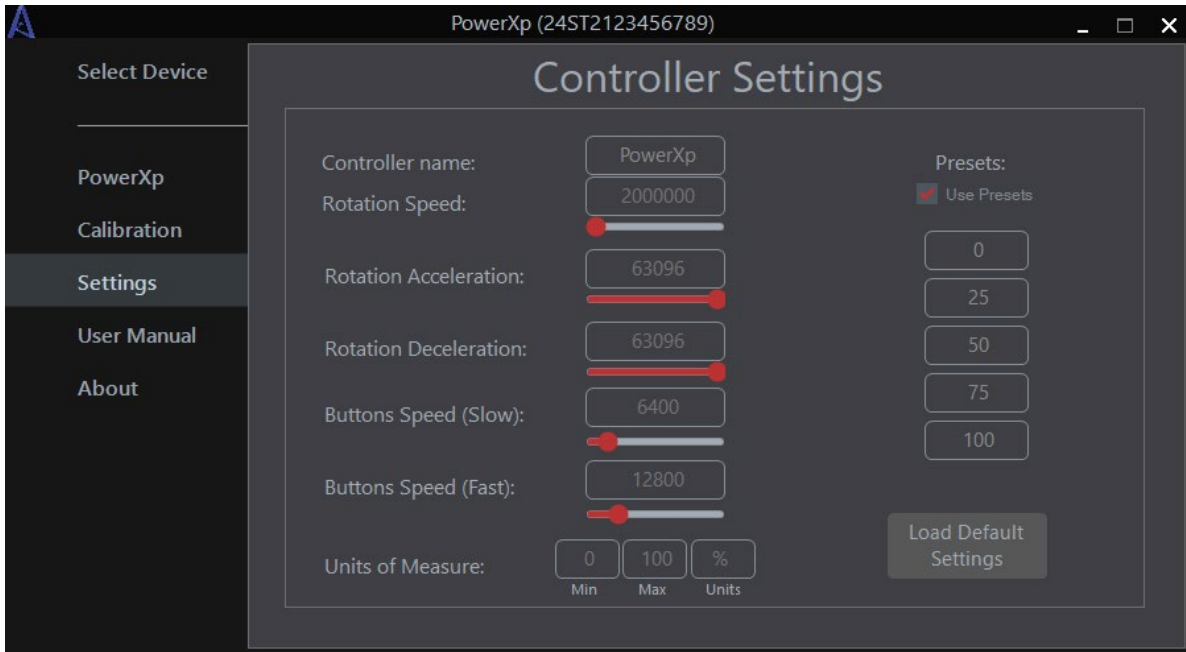 PowerXp (24ST2123456789)
Select Device
PowerXp
Calibration
Settings
User Manual
About
Controller Settings
Controller name:
PowerXp
Rotation Speed:
2000000
Rotation Acceleration:
63096
Rotation Deceleration:
63096
Buttons Speed (Slow):
6400
Buttons Speed (Fast):
12800
Units of Measure:
0
100
%
Min
Max
Units
Presets:
Use Presets
0
25
50
75
100
Load Default
Settings